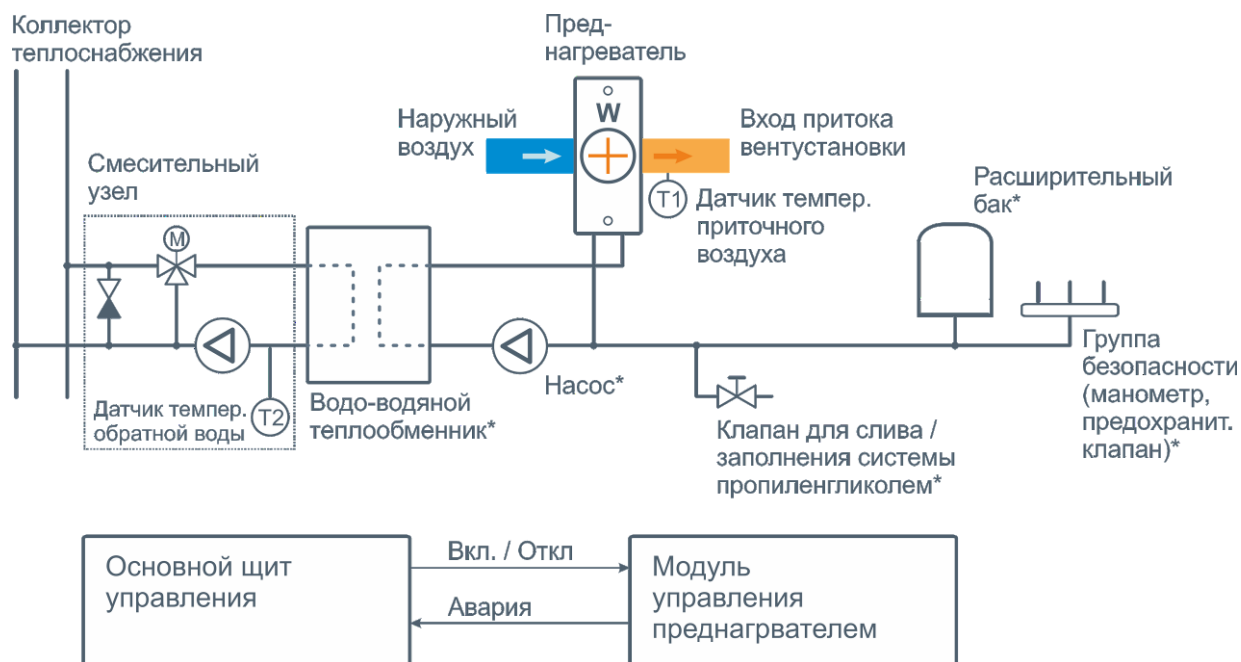 Коллектор
теплоснабжения
Пред-
нагреватель
W
Наружный
воздух
Вход притока
вентустановки
Смесительный
узел
T1
Датчик темпер.
приточного
воздуха
Расширительный
бак*
M
Датчик темпер.
обратной воды
T2
Водо-водяной
теплообменник*
Насос*
Клапан для слива /
заполнения системы
пропиленгликолем*
Группа
безопасности
(манометр,
предохранит.
клапан)*
Основной щит
управления
Вкл. / Откл
Авария
Модуль
управления
преднагрвателем